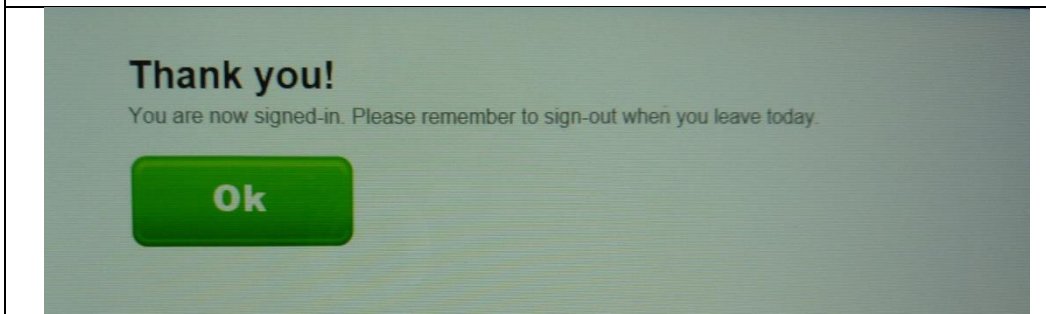 Thank you!
You are now signed-in. Please remember to sign-out when you leave today.
Ok